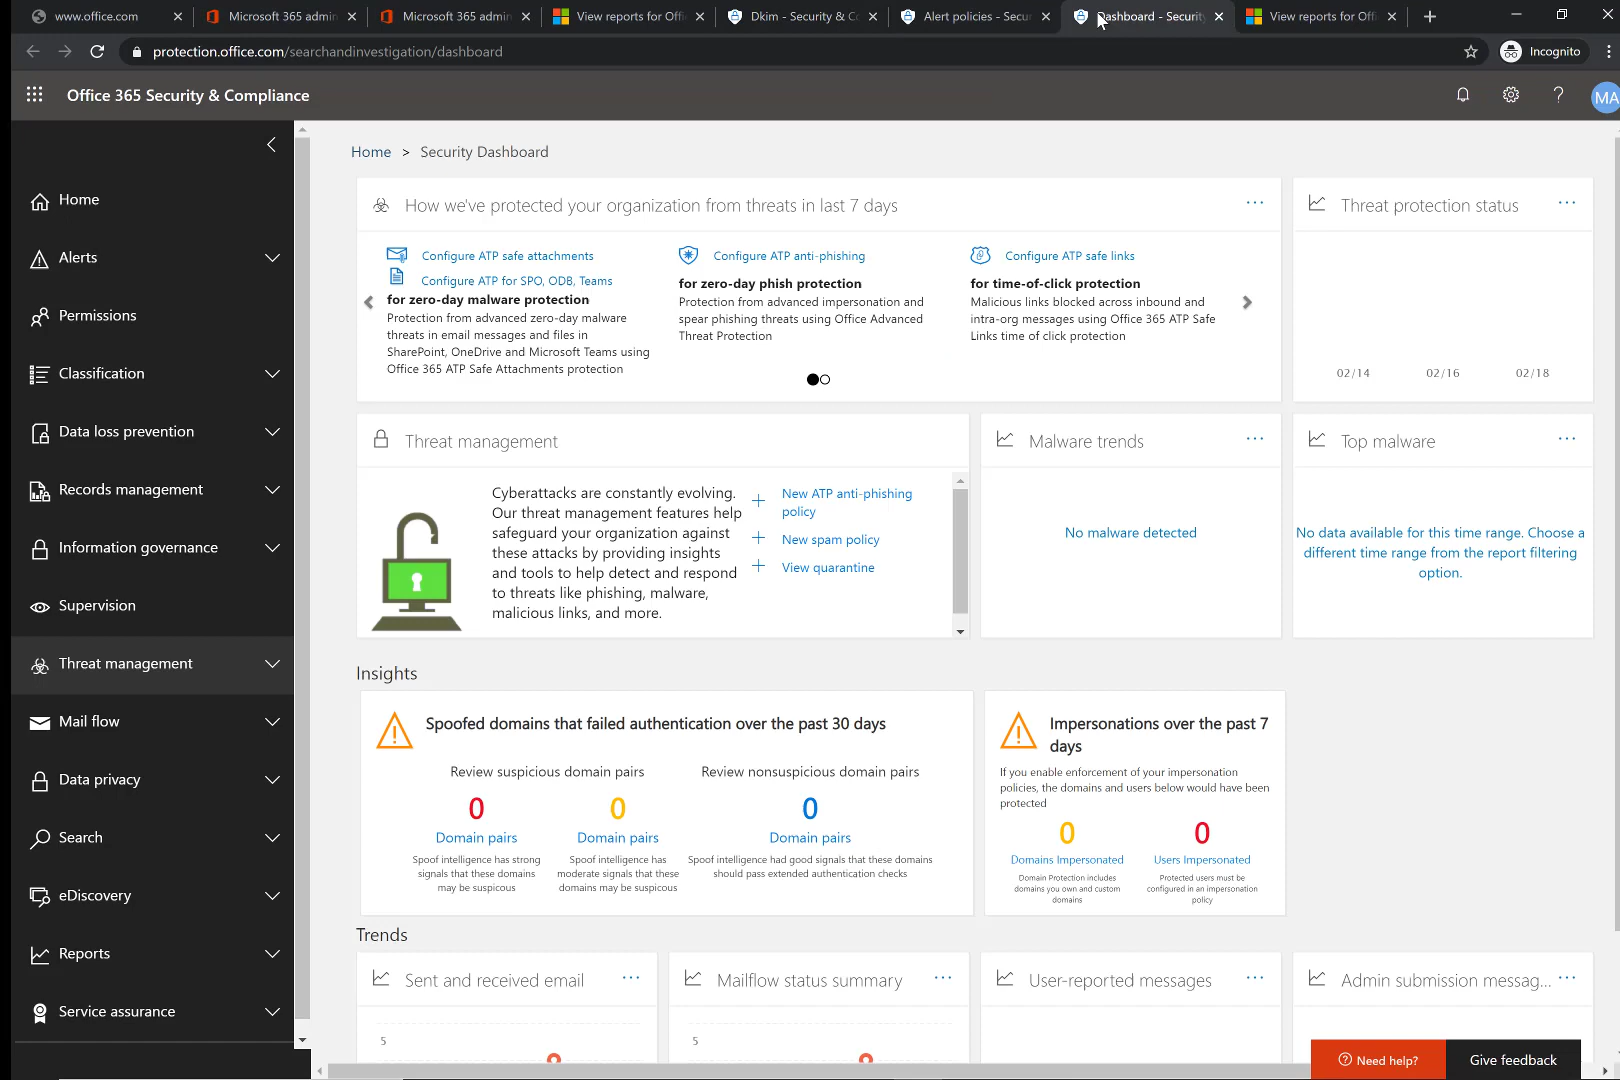 www.office.com
Microsoft 365 admin
Microsoft 365 admin
View reports for Offi
Dkim - Security & Co
Alert policies - Secur
Dashboard - Security
View reports for Offi
protection.office.com/searchandinvestigation/dashboard
Incognito
Office 365 Security & Compliance
?
MA
Home
Alerts
Permissions
Classification
Data loss prevention
Records management
Information governance
Supervision
Threat management
Mail flow
Data privacy
Search
eDiscovery
Reports
Service assurance
Home > Security Dashboard
How we've protected your organization from threats in last 7 days
Configure ATP safe attachments
Configure ATP for SPO, ODB, Teams
for zero-day malware protection
Protection from advanced zero-day malware
threats in email messages and files in
SharePoint, OneDrive and Microsoft Teams using
Office 365 ATP Safe Attachments protection
Configure ATP anti-phishing
for zero-day phish protection
Protection from advanced impersonation and
spear phishing threats using Office Advanced
Threat Protection
Configure ATP safe links
for time-of-click protection
Malicious links blocked across inbound and
intra-org messages using Office 365 ATP Safe
Links time of click protection
Threat protection status
02/14 02/16 02/18
Threat management
Cyberattacks are constantly evolving.
Our threat management features help
safeguard your organization against
these attacks by providing insights
and tools to help detect and respond
to threats like phishing, malware,
malicious links, and more.
New ATP anti-phishing
policy
New spam policy
View quarantine
Malware trends
No malware detected
Top malware
No data available for this time range. Choose a
different time range from the report filtering
option.
Insights
Spoofed domains that failed authentication over the past 30 days
Review suspicious domain pairs
0
Domain pairs
Spoof intelligence has strong
signals that these domains
may be suspicious
0
Domain pairs
Spoof intelligence has
moderate signals that these
domains may be suspicious
Review nonsuspicious domain pairs
0
Domain pairs
Spoof intelligence had good signals that these domains
should pass extended authentication checks
Impersonations over the past 7
days
If you enable enforcement of your impersonation
policies, the domains and users below would have been
protected
0
Domains Impersonated
Domain Protection includes
domains you own and custom
domains
0
Users Impersonated
Protected users must be
configured in an impersonation
policy
Trends
Sent and received email
5
Mailflow status summary
5
User-reported messages
Admin submission messag...
Need help?
Give feedback